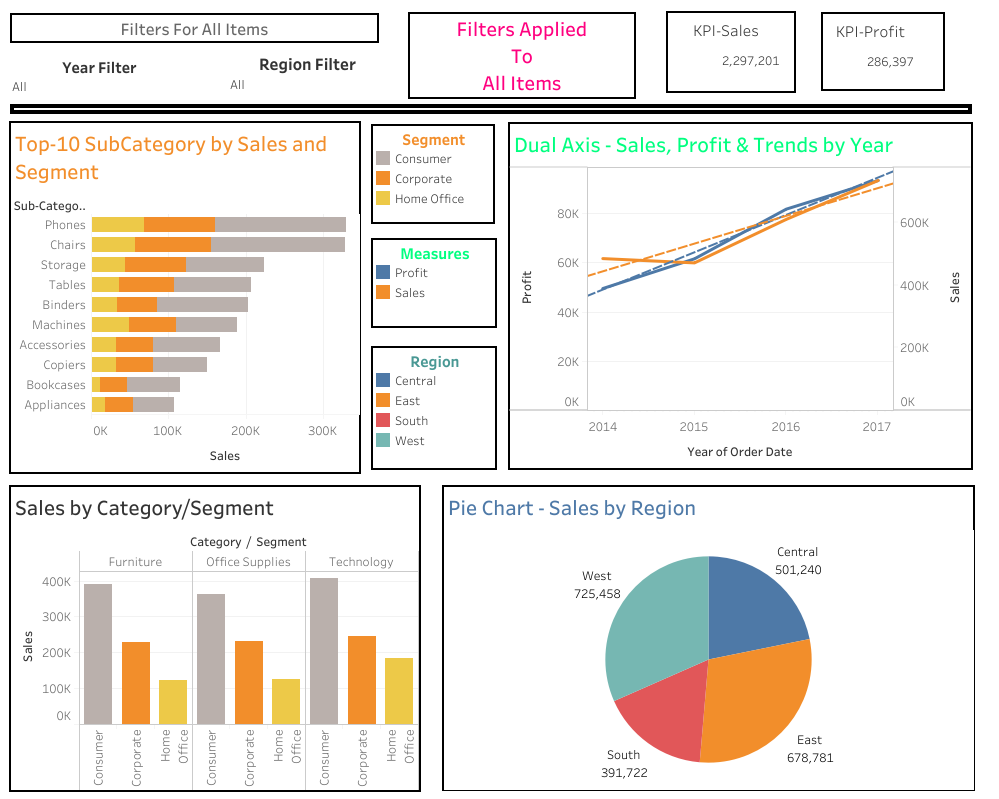 Filters For All Items
Year Filter
All
Region Filter
All
Filters Applied
To
All Items
KPI-Sales
2,297,201
KPI-Profit
286,397
Top-10 SubCategory by Sales and
Segment
Sub-Catego..
Phones
Chairs
Storage
Tables
Binders
Machines
Accessories
Copiers
Bookcases
Appliances
0K 100K 200K 300K
Sales
Segment
Consumer
Corporate
Home Office
Measures
Profit
Sales
Region
Central
East
South
West
Dual Axis - Sales, Profit & Trends by Year
Profit
80K
60K
40K
20K
0K
600K
400K
200K
0K
Sales
2014 2015 2016 2017
Year of Order Date
Sales by Category/Segment
Category / Segment
Furniture Office Supplies Technology
Sales
400K
300K
200K
100K
0K
Consumer
Corporate
Home
Office
Consumer
Corporate
Home
Office
Consumer
Corporate
Home
Office
Pie Chart - Sales by Region
Central
501,240
West
725,458
East
678,781
South
391,722